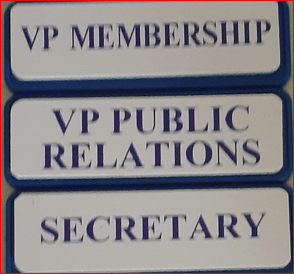 VP MEMBERSHIP
VP PUBLIC
RELATIONS
SECRETARY